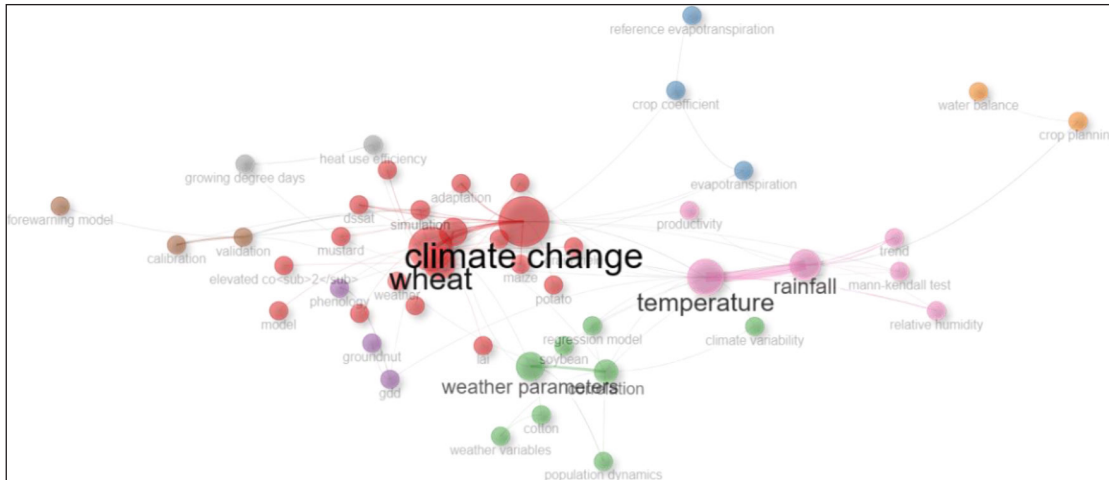 reference evapotranspiration
crop coefficient
water balance
crop planning
heat use efficiency
growing degree days
adaptation
evapotranspiration
forewarning model
dssat
simulation
productivity
calibration
validation
mustard
climate change
trend
elevated co<sub>2</sub>
wheat
maize
rainfall
mann-kendall test
phenology
weather
potato
temperature
model
relative humidity
groundnut
regression model
climate variability
lai
soybean
gdd
weather parameters
correlation
cotton
weather variables
population dynamics